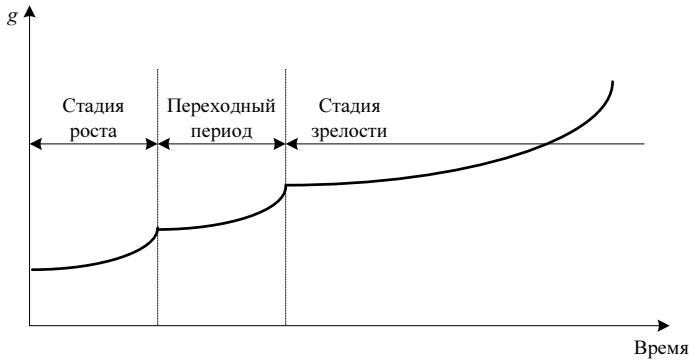 g
Стадия
роста
Переходный
период
Стадия
зрелости
Время